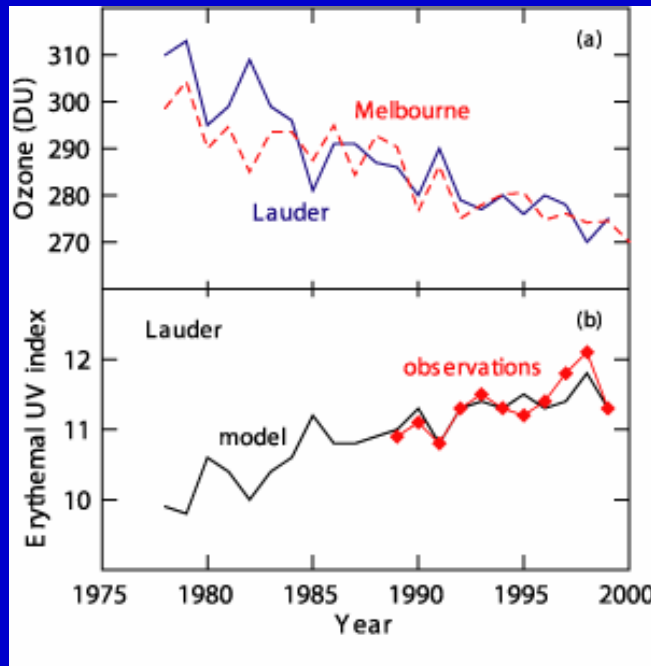 (a)
310
300
290
280
270
Ozone (DU)
Melbourne
Lauder
(b)
Lauder
12
11
10
Erythemal UV index
observations
model
1975
1980
1985
1990
1995
2000
Year